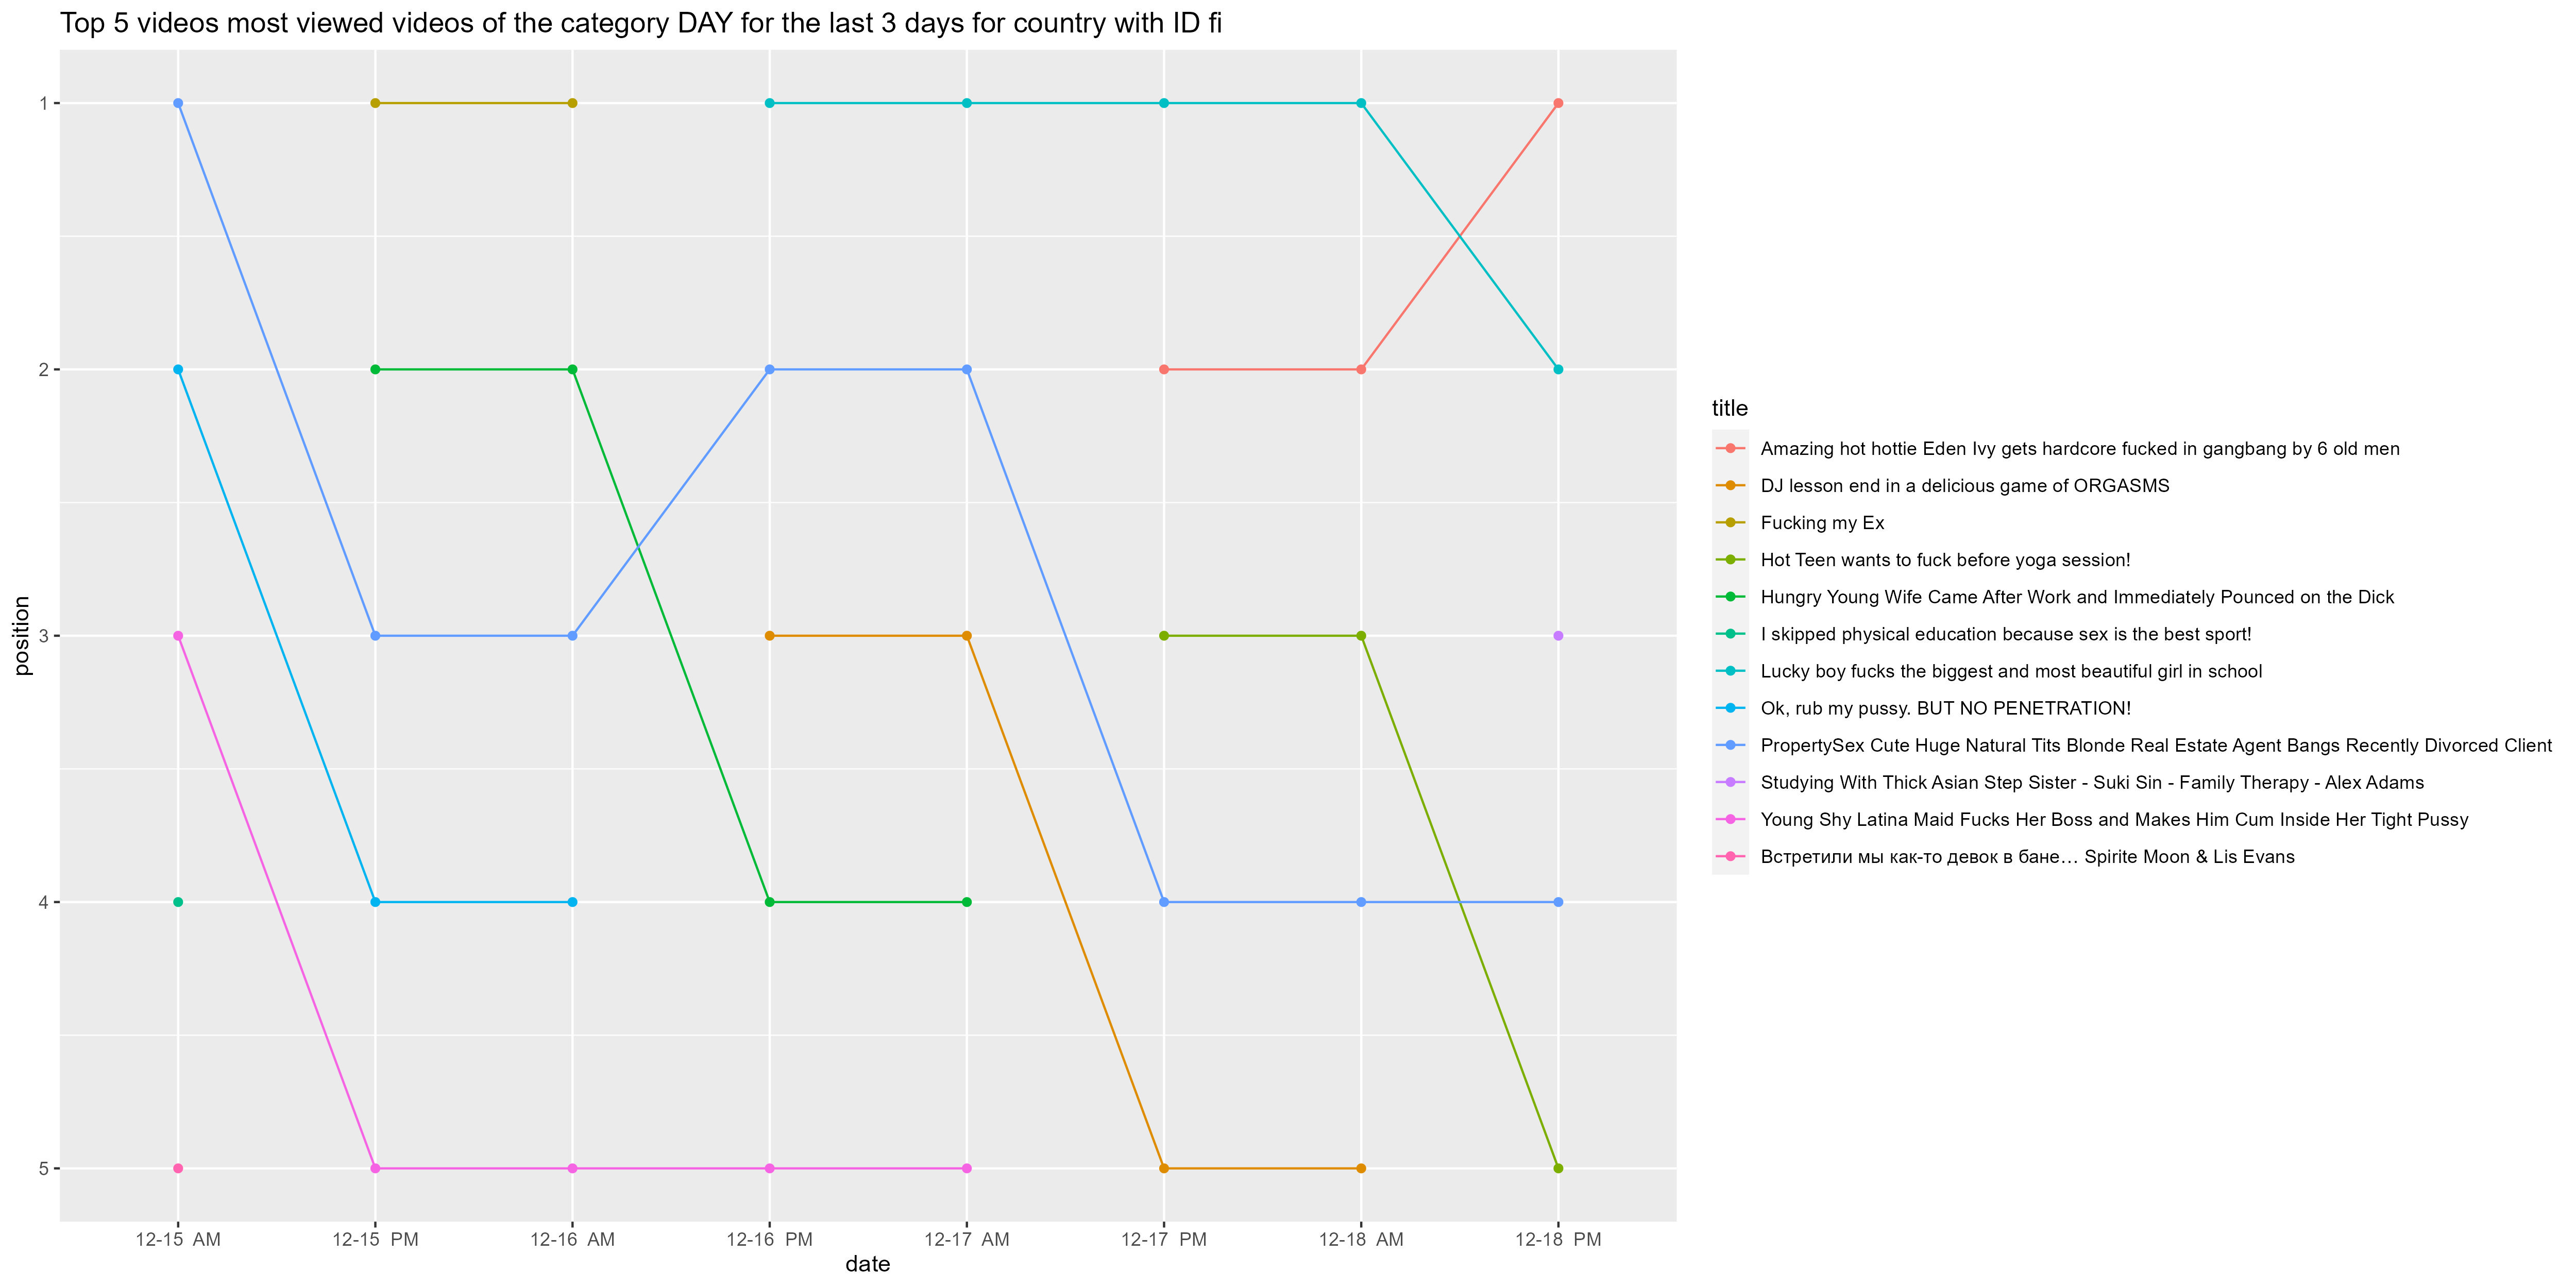 Top 5 videos most viewed videos of the category DAY for the last 3 days for country with ID fi
1
2
3
4
5
position
12-15 AM
12-15 PM
12-16 AM
12-16 PM
12-17 AM
12-17 PM
12-18 AM
12-18 PM
date
title
Amazing hot hottie Eden Ivy gets hardcore fucked in gangbang by 6 old men
DJ lesson end in a delicious game of ORGASMS
Fucking my Ex
Hot Teen wants to fuck before yoga session!
Hungry Young Wife Came After Work and Immediately Pounced on the Dick
I skipped physical education because sex is the best sport!
Lucky boy fucks the biggest and most beautiful girl in school
Ok, rub my pussy. BUT NO PENETRATION!
PropertySex Cute Huge Natural Tits Blonde Real Estate Agent Bangs Recently Divorced Client
Studying With Thick Asian Step Sister - Suki Sin - Family Therapy - Alex Adams
Young Shy Latina Maid Fucks Her Boss and Makes Him Cum Inside Her Tight Pussy
Встретили мы как-то девок в бане… Spirite Moon & Lis Evans